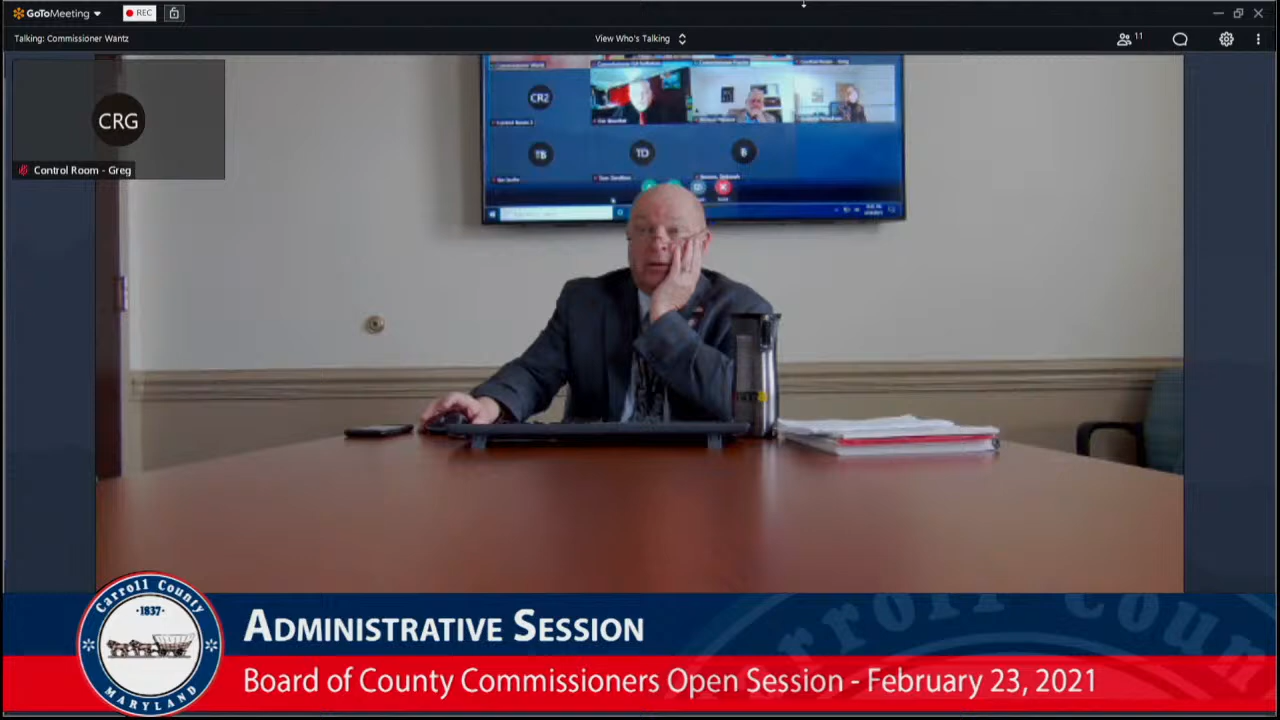 GoToMeeting
REC
Talking: Commissioner Wantz
View Who's Talking
11
CRG
Control Room - Greg
CR2
TB
TD
B
Carroll County
·1837·
MARYLAND
ADMINISTRATIVE SESSION
Board of County Commissioners Open Session - February 23, 2021